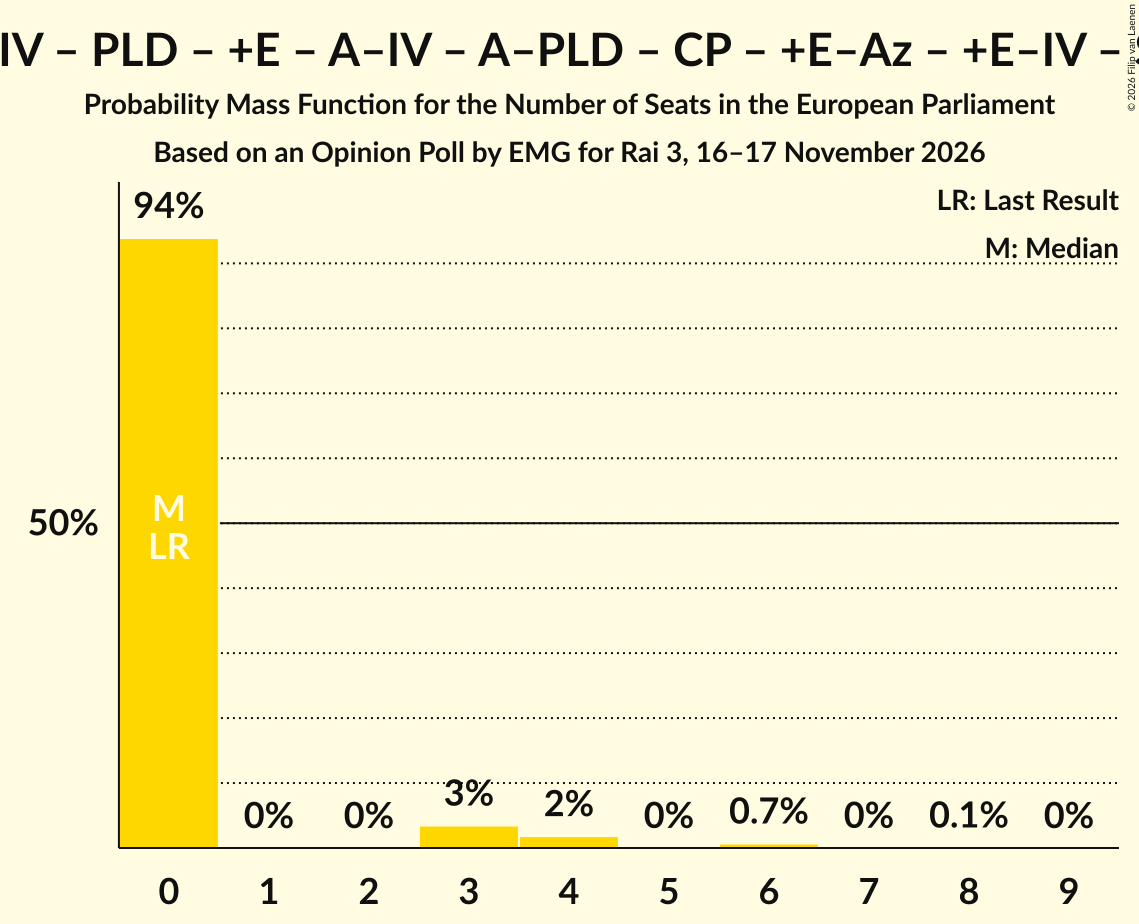 IV – PLD – +E – A–IV – A–PLD – CP – +E–Az – +E–IV –
© 2026 Filip van Laenen
Probability Mass Function for the Number of Seats in the European Parliament
Based on an Opinion Poll by EMG for Rai 3, 16–17 November 2026
LR: Last Result
M: Median
94%
50%
M
LR
0%
0%
3%
2%
0%
0.7%
0%
0.1%
0%
0 1 2 3 4 5 6 7 8 9